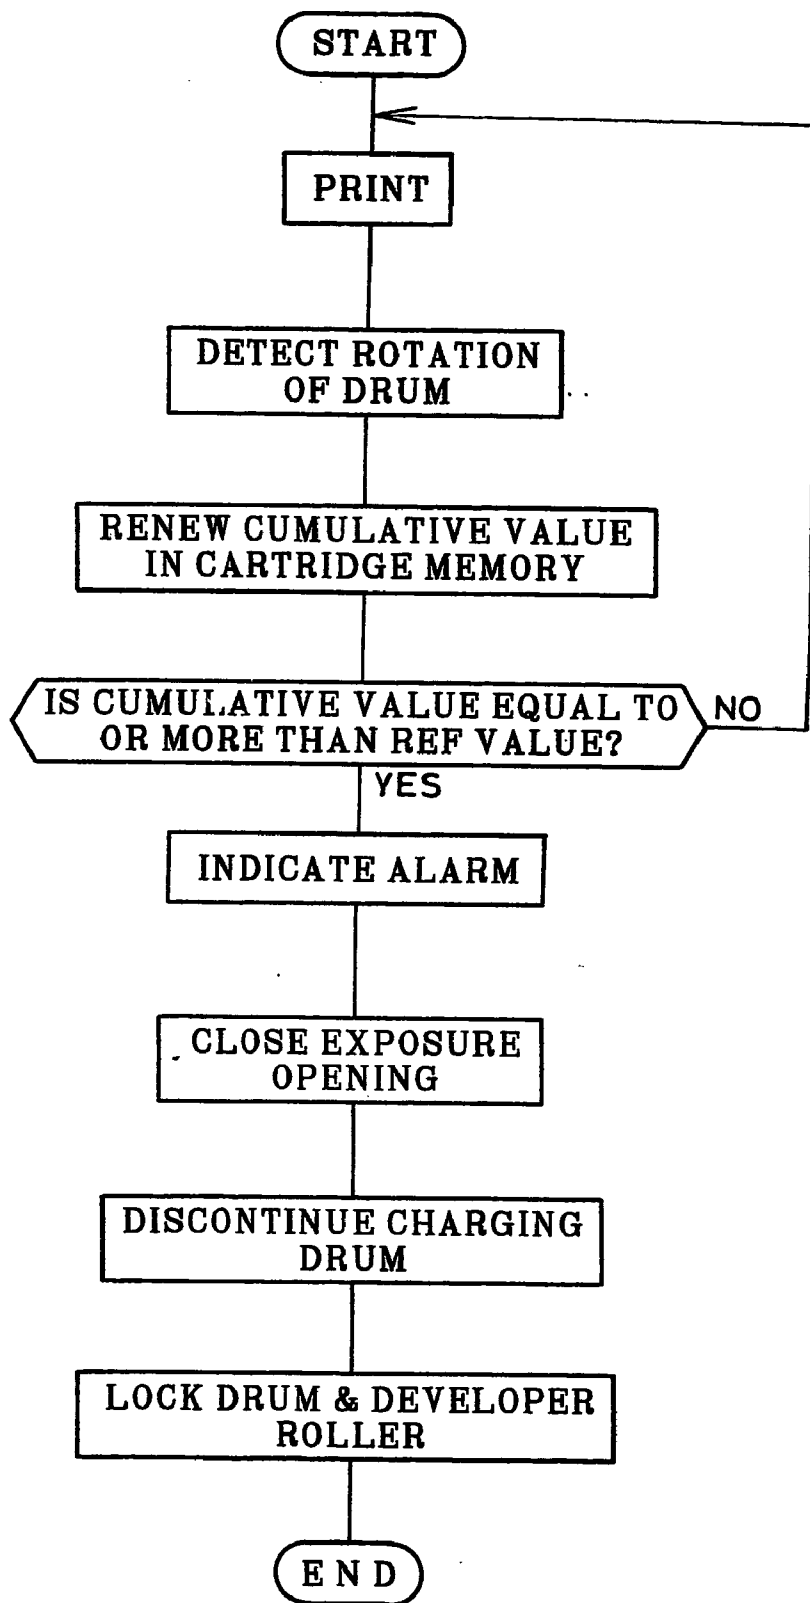 START
PRINT
DETECT ROTATION
OF DRUM
RENEW CUMULATIVE VALUE
IN CARTRIDGE MEMORY
IS CUMULATIVE VALUE EQUAL TO
OR MORE THAN REF VALUE?
NO
YES
INDICATE ALARM
CLOSE EXPOSURE
OPENING
DISCONTINUE CHARGING
DRUM
LOCK DRUM & DEVELOPER
ROLLER
END